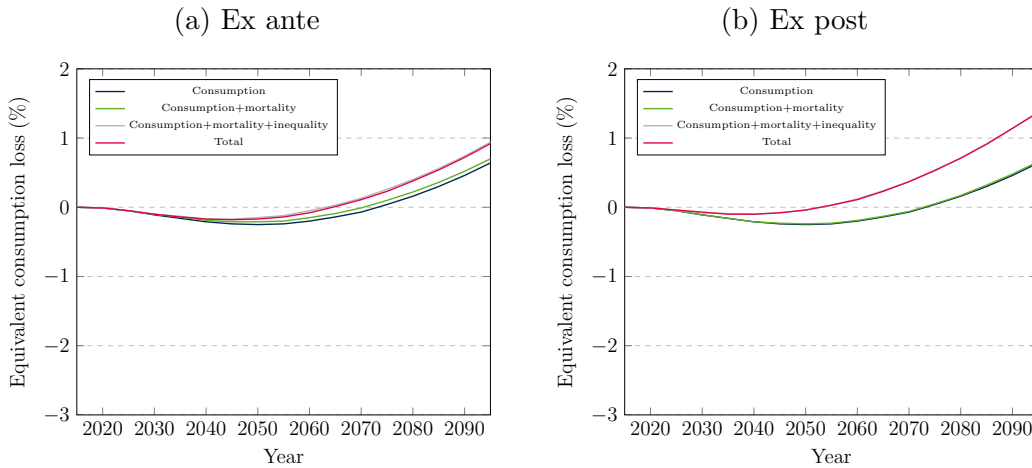 (a) Ex ante
2
1
0
−1
−2
−3
Equivalent consumption loss (%)
Consumption
Consumption+mortality
Consumption+mortality+inequality
Total
2020 2030 2040 2050 2060 2070 2080 2090
Year
(b) Ex post
2
1
0
−1
−2
−3
Equivalent consumption loss (%)
Consumption
Consumption+mortality
Consumption+mortality+inequality
Total
2020 2030 2040 2050 2060 2070 2080 2090
Year